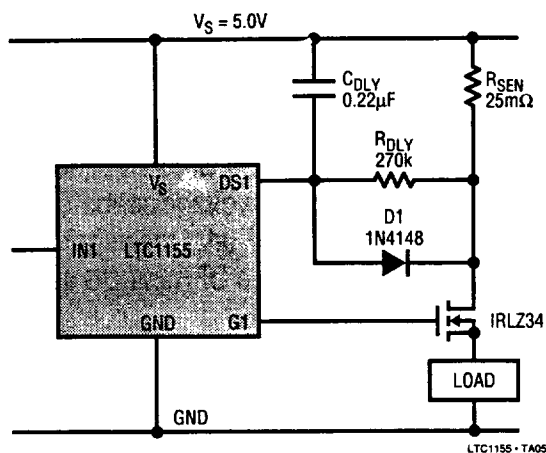 V_S = 5.0V
C_DLY
0.22µF
R_SEN
25mΩ
R_DLY
270k
V_S
DS1
D1
1N4148
IN1
LTC1155
GND
G1
IRLZ34
LOAD
GND
LTC1155 • TA05